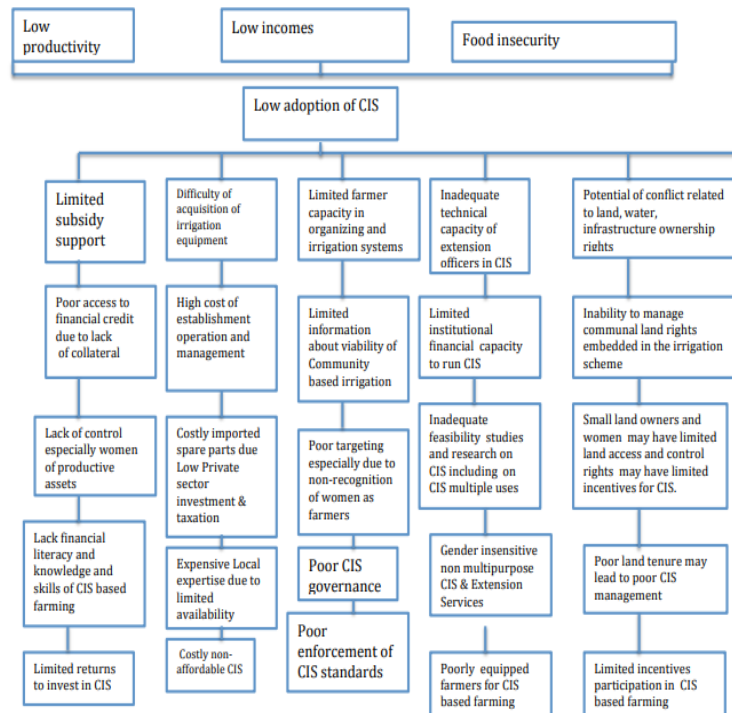 Low
productivity
Low incomes
Food insecurity
Low adoption of CIS
Limited
subsidy
support
Difficulty of
acquisition of
irrigation
equipment
Limited farmer
capacity in
organizing and
irrigation systems
Inadequate
technical
capacity of
extension
officers in CIS
Potential of conflict related
to land, water,
infrastructure ownership
rights
Poor access to
financial credit
due to lack
of collateral
High cost of
establishment
operation and
management
Limited
information
about viability of
Community
based irrigation
Limited
institutional
financial capacity
to run CIS
Inability to manage
communal land rights
embedded in the irrigation
scheme
Lack of control
especially women
of productive
assets
Costly imported
spare parts due
Low Private
sector
investment &
taxation
Poor targeting
especially due to
non-recognition
of women as
farmers
Inadequate
feasibility studies
and research on
CIS including on
CIS multiple uses
Small land owners and
women may have limited
land access and control
rights may have limited
incentives for CIS.
Lack financial
literacy and
knowledge and
skills of CIS based
farming
Expensive Local
expertise due to
limited
availability
Poor CIS
governance
Gender insensitive
non multipurpose
CIS & Extension
Services
Poor land tenure may
lead to poor CIS
management
Limited returns
to invest in CIS
Costly non-
affordable CIS
Poor
enforcement of
CIS standards
Poorly equipped
farmers for CIS
based farming
Limited incentives
participation in CIS
based farming